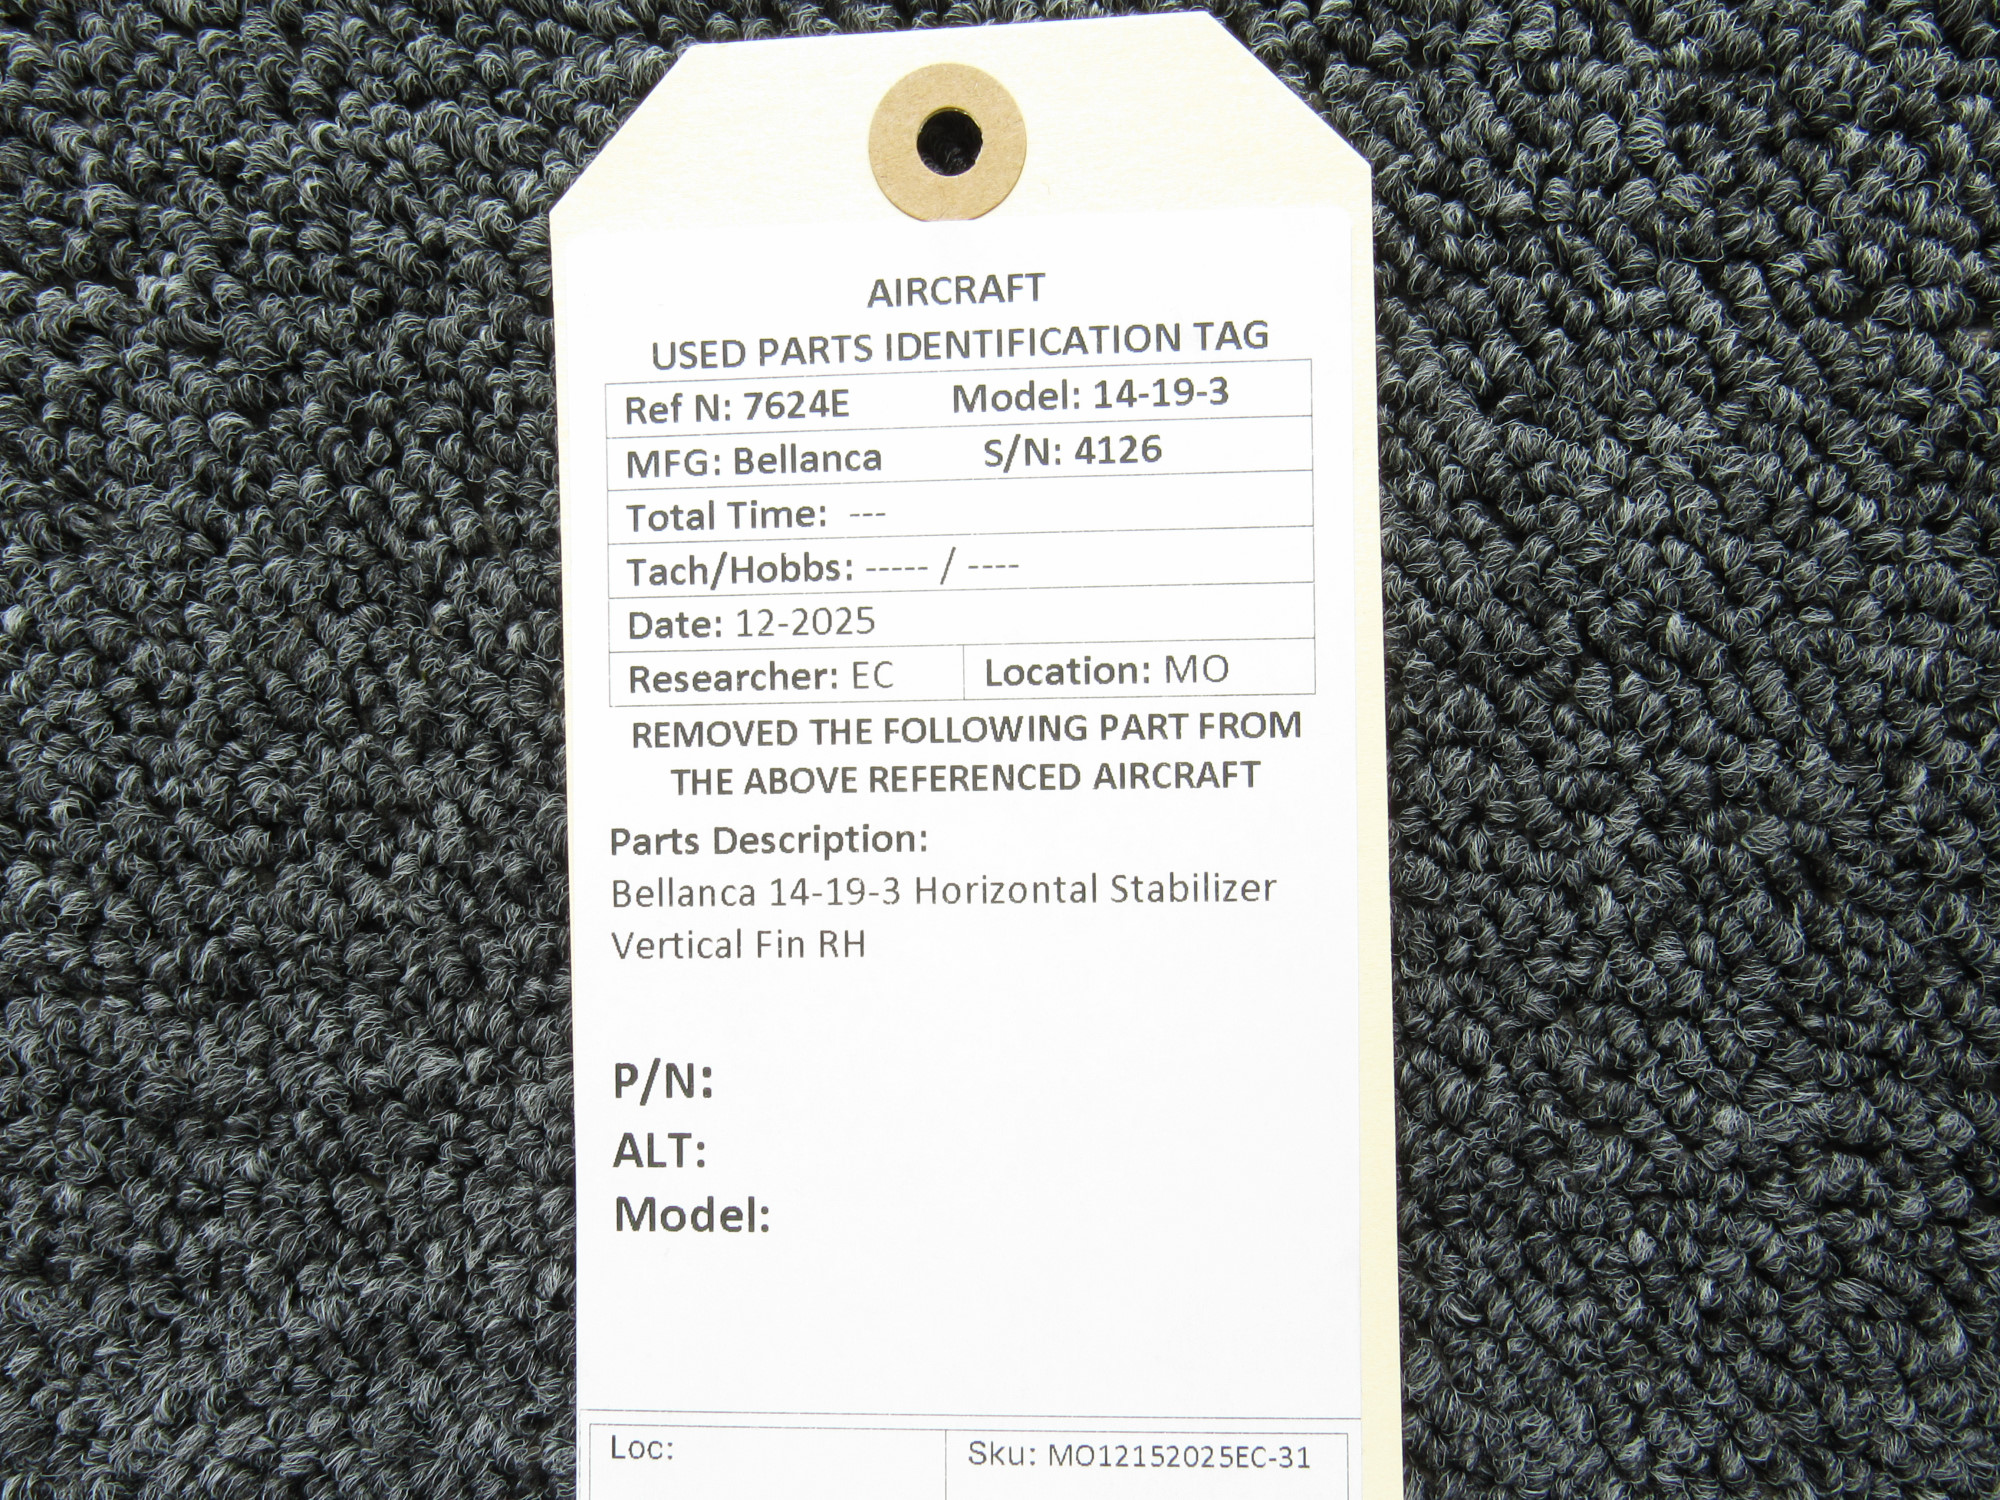 AIRCRAFT
USED PARTS IDENTIFICATION TAG
Ref N: 7624E Model: 14-19-3
MFG: Bellanca S/N: 4126
Total Time: ---
Tach/Hobbs: ----- / ----
Date: 12-2025
Researcher: EC Location: MO
REMOVED THE FOLLOWING PART FROM
THE ABOVE REFERENCED AIRCRAFT
Parts Description:
Bellanca 14-19-3 Horizontal Stabilizer
Vertical Fin RH
P/N:
ALT:
Model:
Loc: Sku: MO12152025EC-31